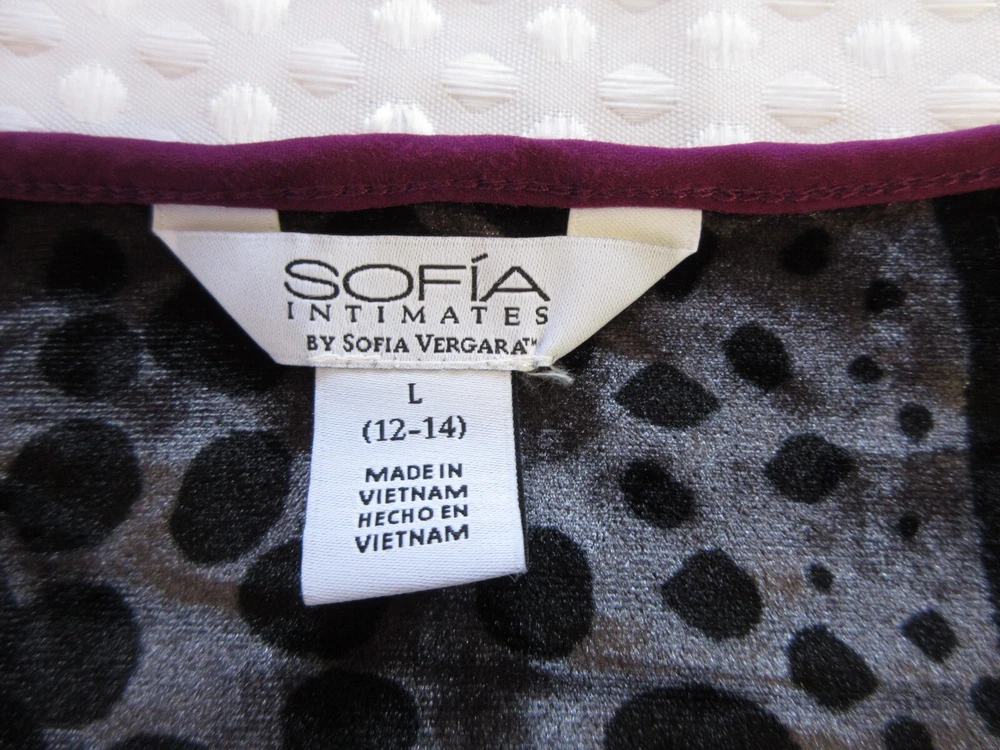 SOFÍA
INTIMATES
BY SOFIA VERGARA™
L
(12-14)
MADE IN
VIETNAM
HECHO EN
VIETNAM